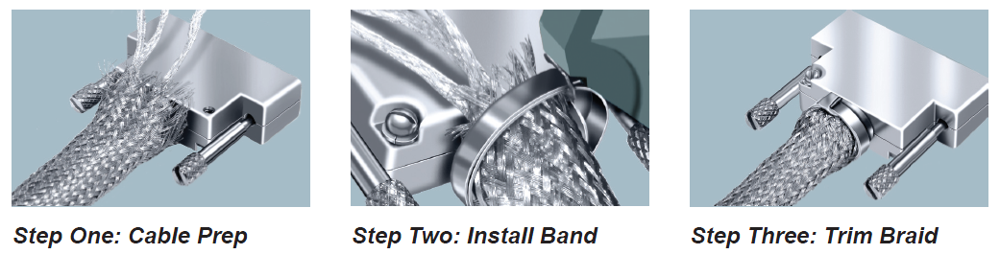 Step One: Cable Prep
Step Two: Install Band
Step Three: Trim Braid